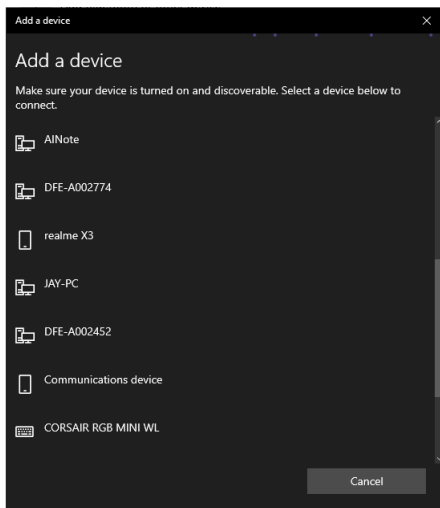 Add a device
Add a device
Make sure your device is turned on and discoverable. Select a device below to
connect.
AINote
DFE-A002774
realme X3
JAY-PC
DFE-A002452
Communications device
CORSAIR RGB MINI WL
Cancel